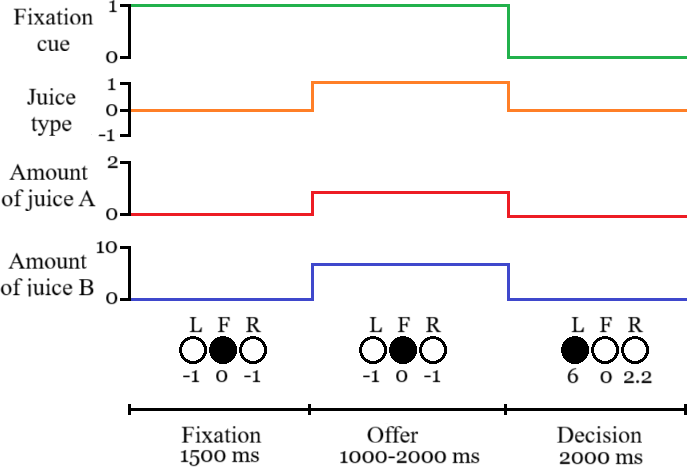 Fixation
cue
1
0
Juice
type
1
0
-1
Amount
of juice A
2
0
Amount
of juice B
10
0
L F R
-1 0 -1
L F R
-1 0 -1
L F R
6 0 2.2
Fixation
1500 ms
Offer
1000-2000 ms
Decision
2000 ms